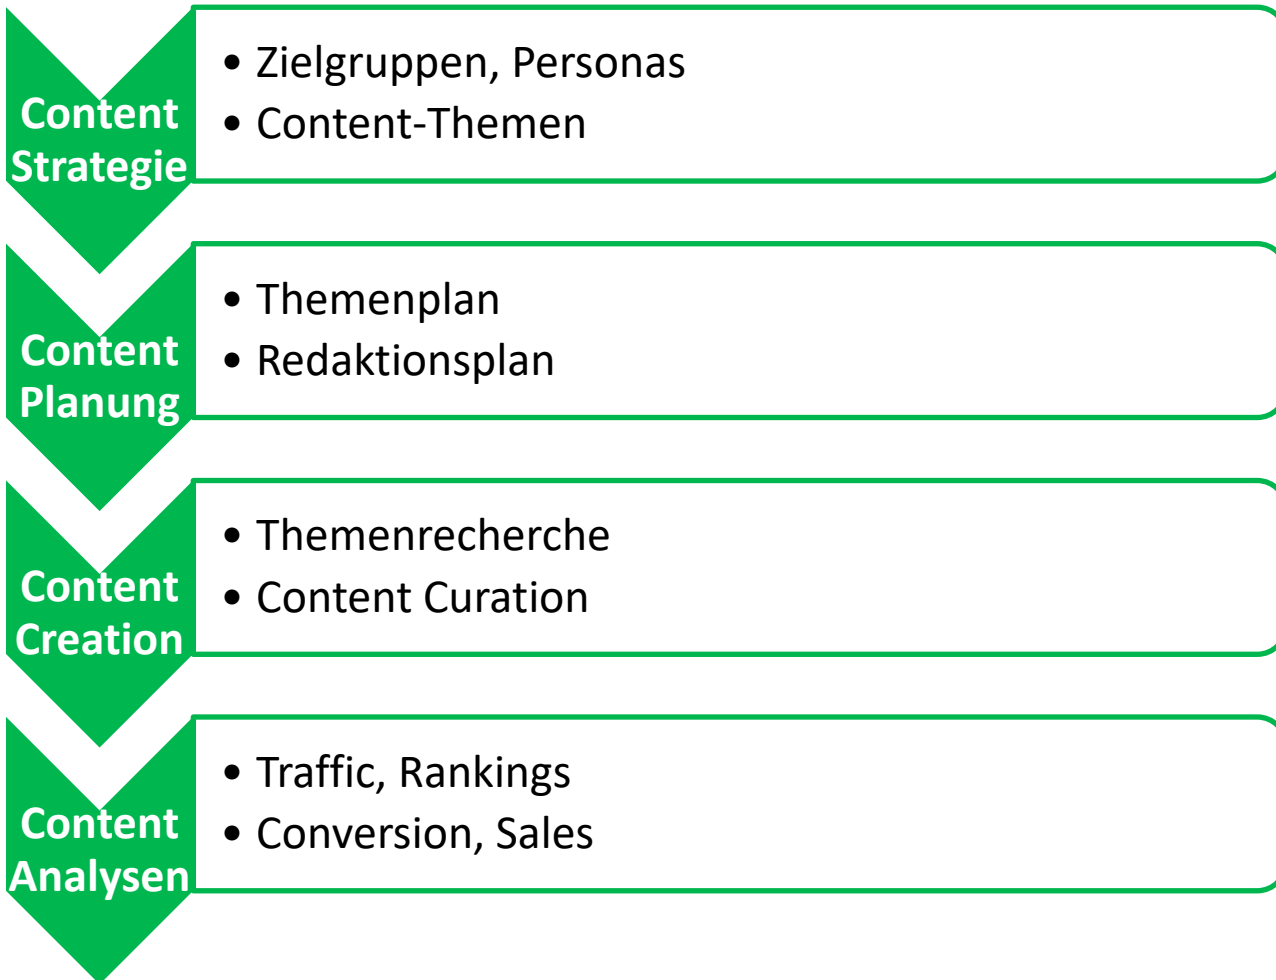 Content
Strategie
• Zielgruppen, Personas
• Content-Themen
Content
Planung
• Themenplan
• Redaktionsplan
Content
Creation
• Themenrecherche
• Content Curation
Content
Analysen
• Traffic, Rankings
• Conversion, Sales